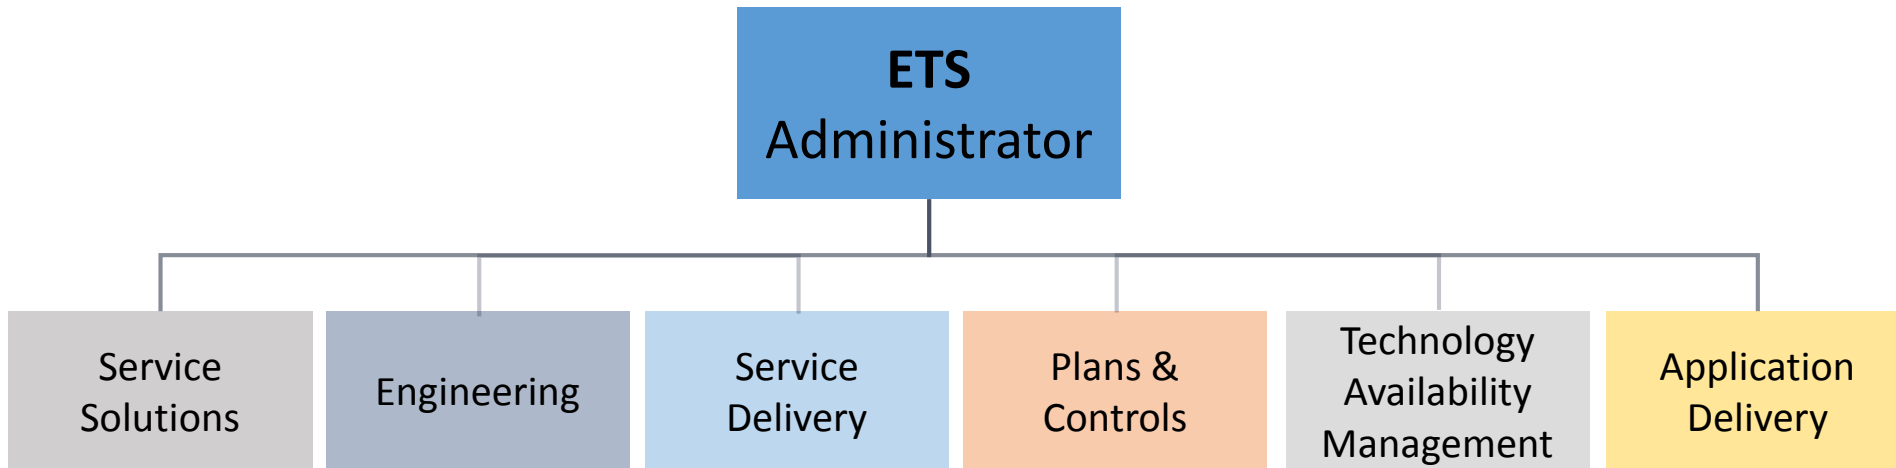 ETS
Administrator
Service
Solutions
Engineering
Service
Delivery
Plans &
Controls
Technology
Availability
Management
Application
Delivery